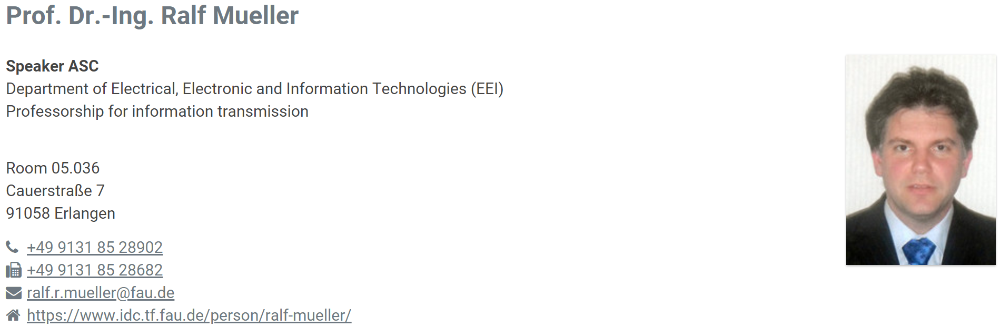 Prof. Dr.-Ing. Ralf Mueller
Speaker ASC
Department of Electrical, Electronic and Information Technologies (EEI)
Professorship for information transmission
Room 05.036
Cauerstraße 7
91058 Erlangen
+49 9131 85 28902
+49 9131 85 28682
ralf.r.mueller@fau.de
https://www.idc.tf.fau.de/person/ralf-mueller/